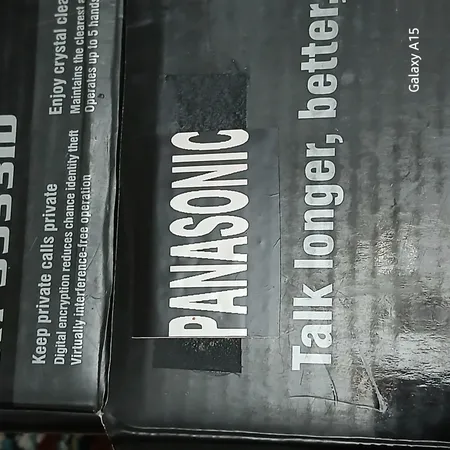 Enjoy crystal clea
Maintains the clearest
Operates up to 5 hands
Keep private calls private
Digital encryption reduces chance identity theft
Virtually interference-free operation
PANASONIC
Talk longer, better,
Galaxy A15